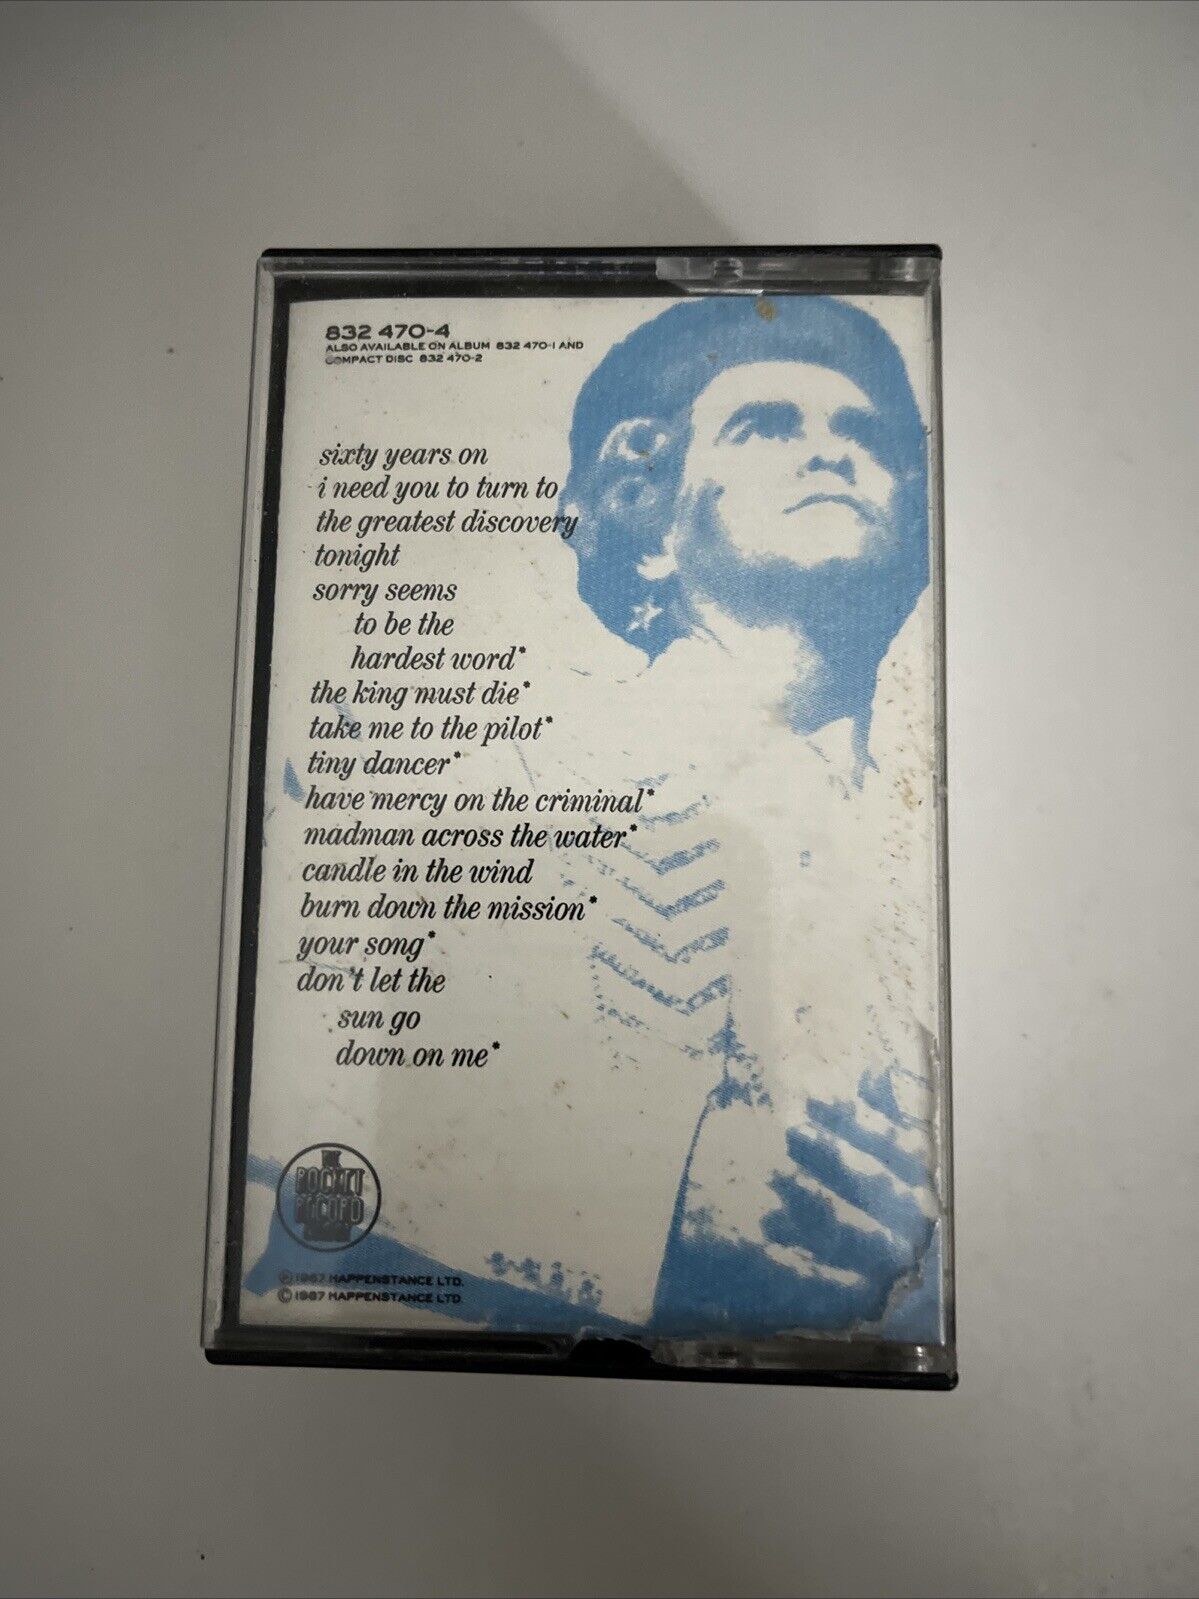 832 470-4
ALSO AVAILABLE ON ALBUM 832 470-1 AND
COMPACT DISC 832 470-2
sixty years on
i need you to turn to
the greatest discovery
tonight
sorry seems
to be the
hardest word*
the king must die*
take me to the pilot*
tiny dancer*
have mercy on the criminal*
madman across the water*
candle in the wind
burn down the mission*
your song*
don't let the
sun go
down on me*
THE
ROCKET
RECORD
℗ 1987 HAPPENSTANCE LTD.
© 1987 HAPPENSTANCE LTD.